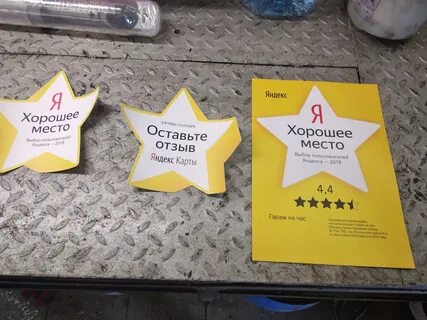 Я
Хорошее
место
Выбор пользователей
Яндекса — 2018
Оставьте
отзыв
Яндекс Карты
Яндекс
Я
Хорошее
место
Выбор пользователей
Яндекса — 2018
4,4
Гараж на час